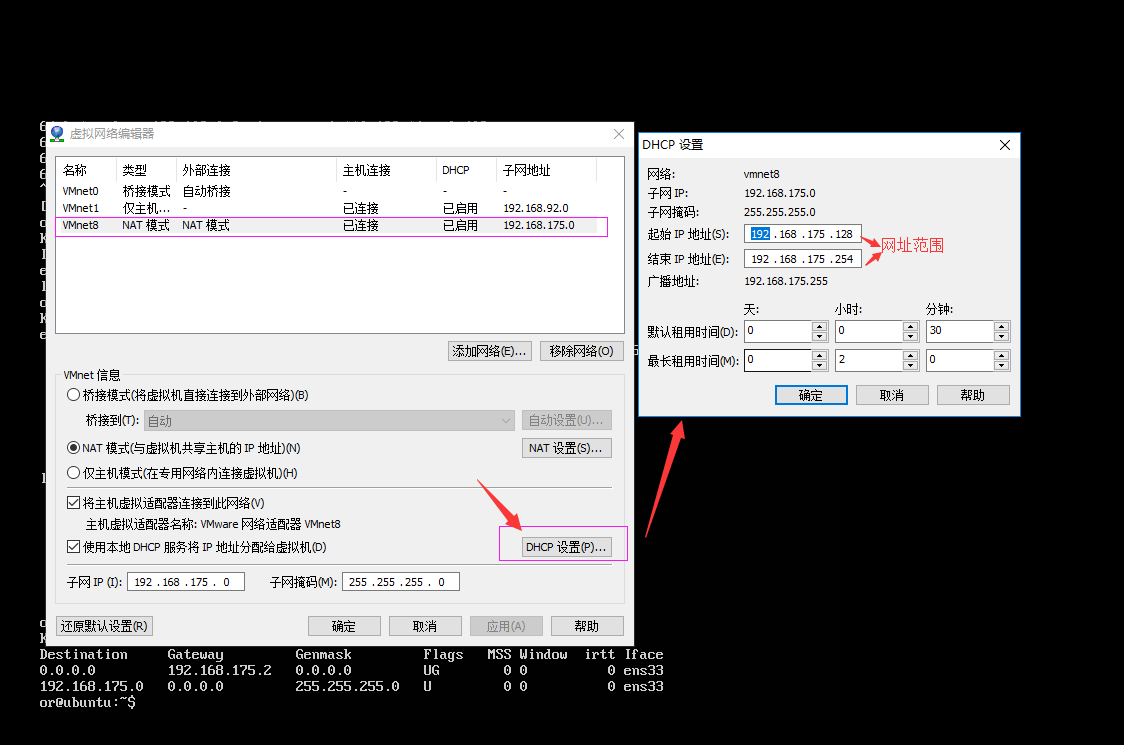 虚拟网络编辑器
名称 类型 外部连接 主机连接 DHCP 子网地址
VMnet0 桥接模式 自动桥接 - - -
VMnet1 仅主机... - 已连接 已启用 192.168.92.0
VMnet8 NAT 模式 NAT 模式 已连接 已启用 192.168.175.0
添加网络(E)... 移除网络(O)
VMnet 信息
桥接模式(将虚拟机直接连接到外部网络)(B)
桥接到(T): 自动 自动设置(U)...
NAT 模式(与虚拟机共享主机的 IP 地址)(N) NAT 设置(S)...
仅主机模式(在专用网络内连接虚拟机)(H)
将主机虚拟适配器连接到此网络(V)
主机虚拟适配器名称: VMware 网络适配器 VMnet8
使用本地 DHCP 服务将 IP 地址分配给虚拟机(D) DHCP 设置(P)...
子网 IP (I): 192 .168 .175 . 0 子网掩码(M): 255 .255 .255 . 0
还原默认设置(R) 确定 取消 应用(A) 帮助
DHCP 设置
网络: vmnet8
子网 IP: 192.168.175.0
子网掩码: 255.255.255.0
起始 IP 地址(S): 192 .168 .175 .128
网址范围
结束 IP 地址(E): 192 .168 .175 .254
广播地址: 192.168.175.255
天: 小时: 分钟:
默认租用时间(D): 0 0 30
最长租用时间(M): 0 2 0
确定 取消 帮助
Destination Gateway Genmask Flags MSS Window irtt Iface
0.0.0.0 192.168.175.2 0.0.0.0 UG 0 0 0 ens33
192.168.175.0 0.0.0.0 255.255.255.0 U 0 0 0 ens33
or@ubuntu:~$